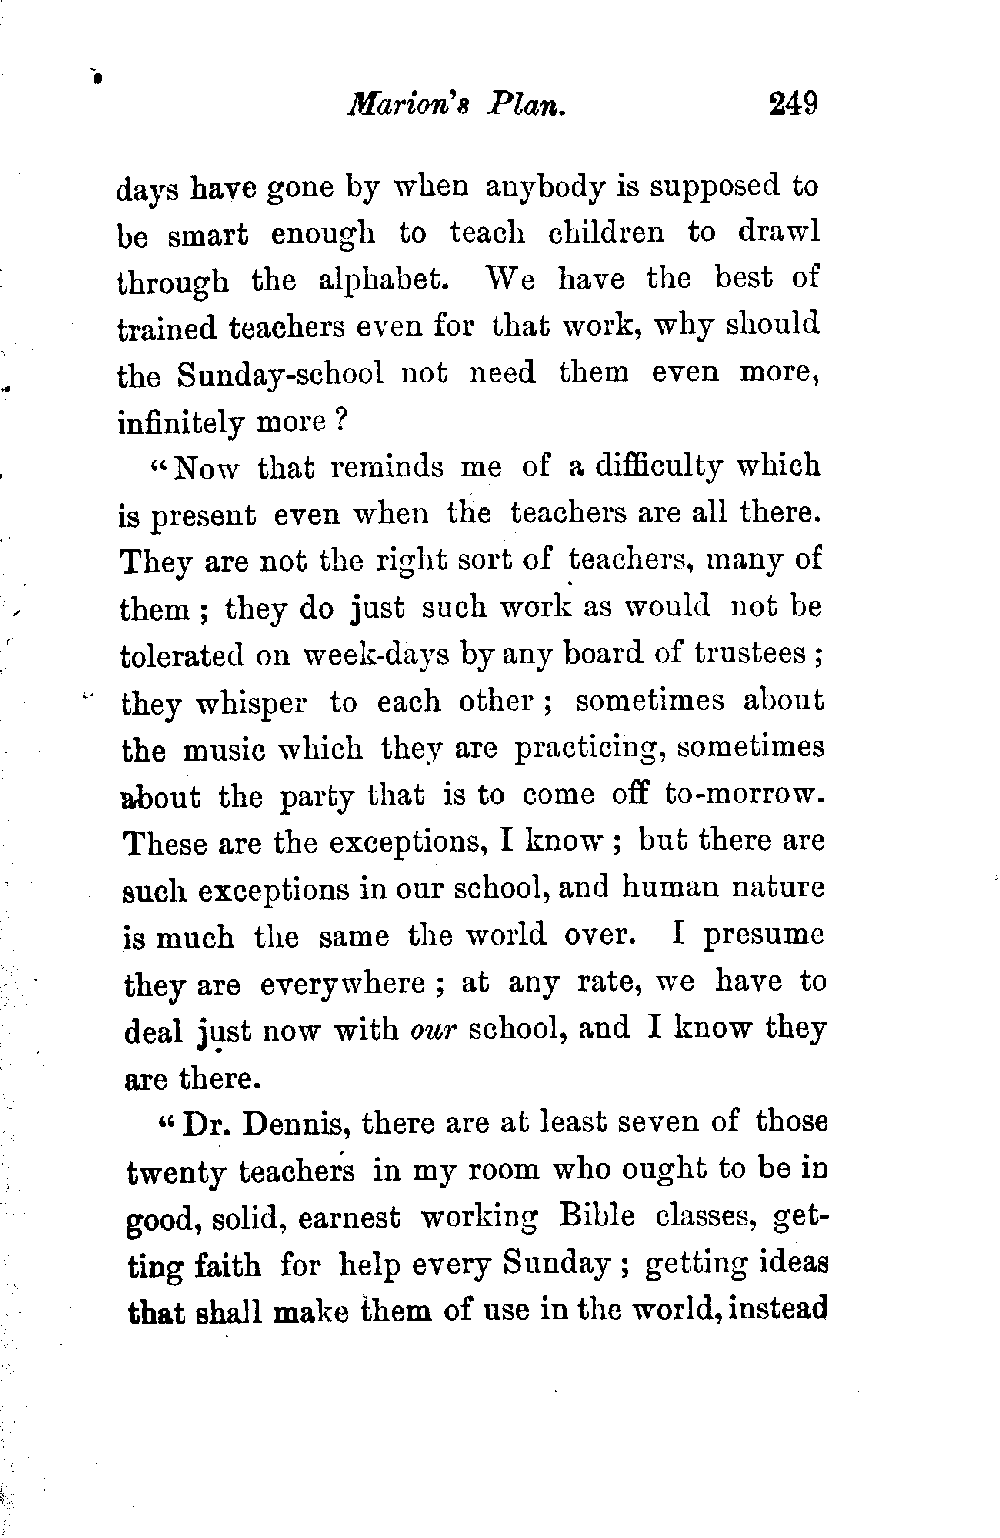 Marion's Plan. 249
days have gone by when anybody is supposed to
be smart enough to teach children to drawl
through the alphabet. We have the best of
trained teachers even for that work, why should
the Sunday-school not need them even more,
infinitely more ?
"Now that reminds me of a difficulty which
is present even when the teachers are all there.
They are not the right sort of teachers, many of
them ; they do just such work as would not be
tolerated on week-days by any board of trustees ;
they whisper to each other ; sometimes about
the music which they are practicing, sometimes
about the party that is to come off to-morrow.
These are the exceptions, I know ; but there are
such exceptions in our school, and human nature
is much the same the world over. I presume
they are everywhere ; at any rate, we have to
deal just now with our school, and I know they
are there.
"Dr. Dennis, there are at least seven of those
twenty teachers in my room who ought to be in
good, solid, earnest working Bible classes, get-
ting faith for help every Sunday ; getting ideas
that shall make them of use in the world, instead